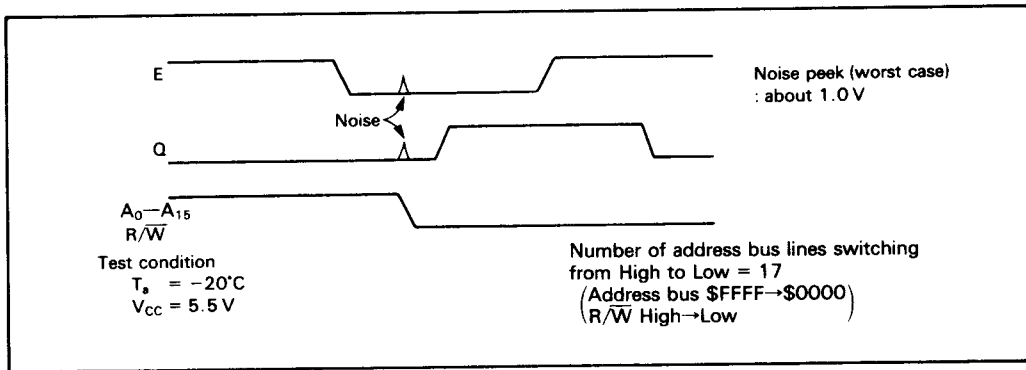 E
Noise peek (worst case)
: about 1.0 V
Noise
Q
A₀—A₁₅
R/W̅
Test condition
Tₐ = −20°C
V_CC = 5.5 V
Number of address bus lines switching
from High to Low = 17
(Address bus $FFFF→$0000)
(R/W̅ High→Low)